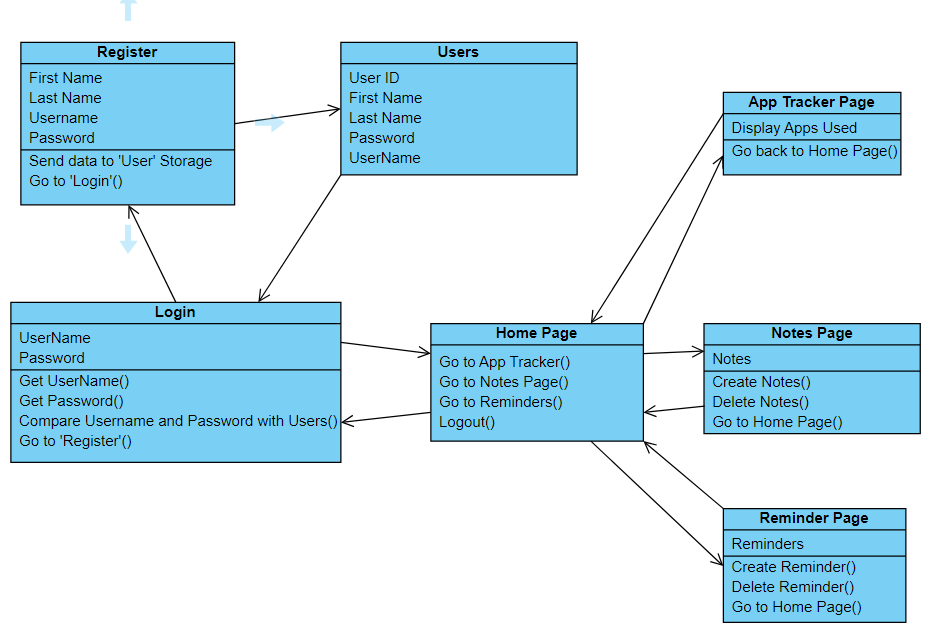 Register
First Name
Last Name
Username
Password
Send data to 'User' Storage
Go to 'Login'()
Users
User ID
First Name
Last Name
Password
UserName
App Tracker Page
Display Apps Used
Go back to Home Page()
Login
UserName
Password
Get UserName()
Get Password()
Compare Username and Password with Users()
Go to 'Register'()
Home Page
Go to App Tracker()
Go to Notes Page()
Go to Reminders()
Logout()
Notes Page
Notes
Create Notes()
Delete Notes()
Go to Home Page()
Reminder Page
Reminders
Create Reminder()
Delete Reminder()
Go to Home Page()